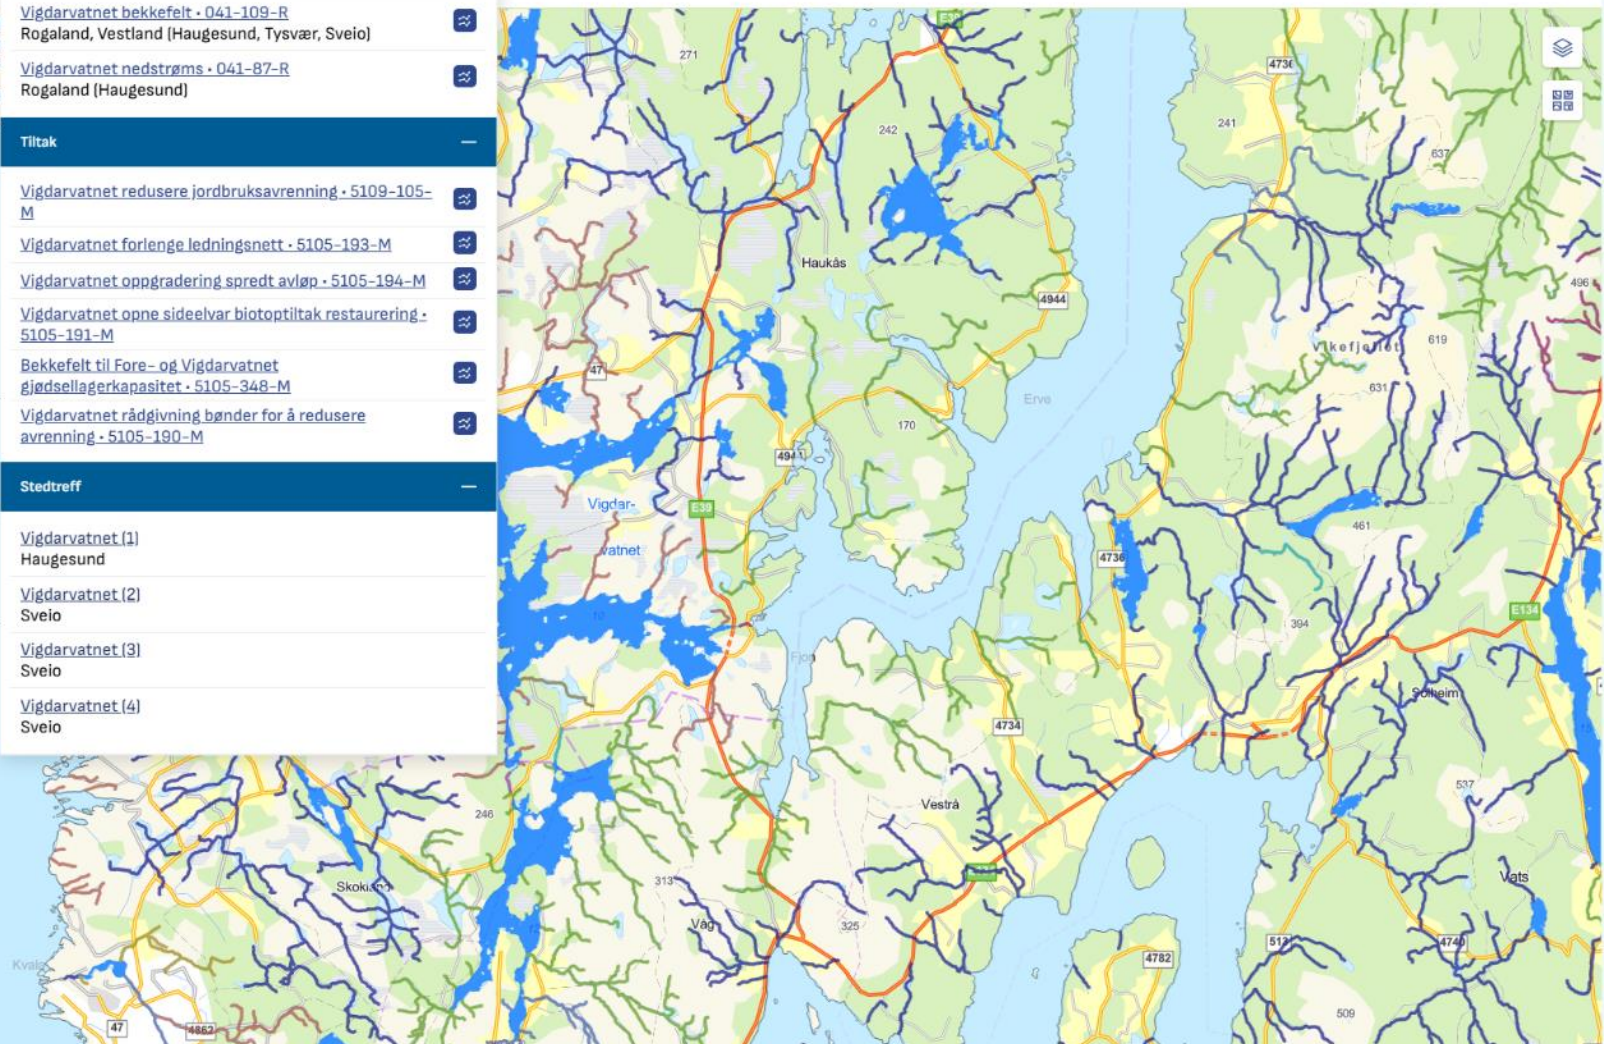 Vigdarvatnet bekkefelt • 041-109-R
Rogaland, Vestland (Haugesund, Tysvær, Sveio)
Vigdarvatnet nedstrøms • 041-87-R
Rogaland (Haugesund)
Tiltak
Vigdarvatnet redusere jordbruksavrenning • 5109-105-
M
Vigdarvatnet forlenge ledningsnett • 5105-193-M
Vigdarvatnet oppgradering spredt avløp • 5105-194-M
Vigdarvatnet opne sideelvar biotoptiltak restaurering •
5105-191-M
Bekkefelt til Fore- og Vigdarvatnet
gjødsellagerkapasitet • 5105-348-M
Vigdarvatnet rådgivning bønder for å redusere
avrenning • 5105-190-M
Stedtreff
Vigdarvatnet (1)
Haugesund
Vigdarvatnet (2)
Sveio
Vigdarvatnet (3)
Sveio
Vigdarvatnet (4)
Sveio
E39
271
4736
242
241
637
Haukås
496
4944
619
47
631
Erve
170
4941
Vigdar-
vatnet
E39
461
4736
E134
10
394
Fjon
Solheim
4734
537
246
Vestrå
Skokland
313
Vats
Våg
325
513
4740
4782
509
47
4862